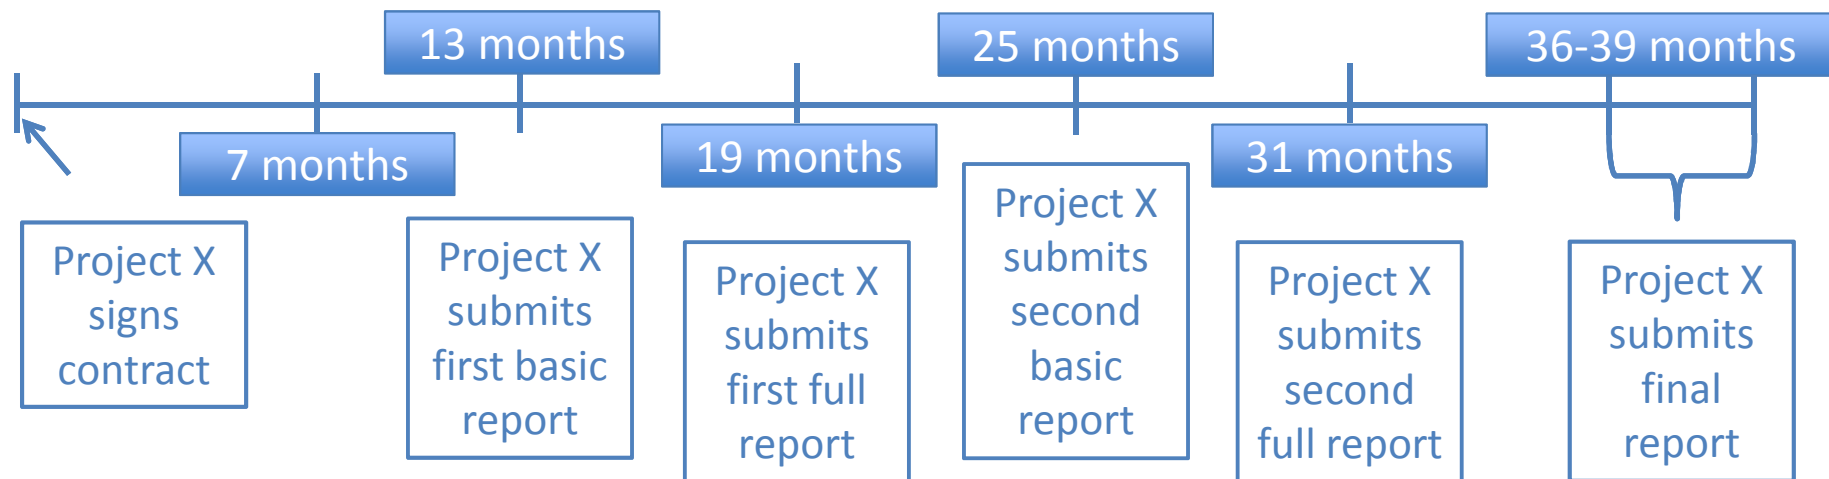 13 months
25 months
36-39 months
7 months
19 months
31 months
Project X
signs
contract
Project X
submits
first basic
report
Project X
submits
first full
report
Project X
submits
second
basic
report
Project X
submits
second
full report
Project X
submits
final
report